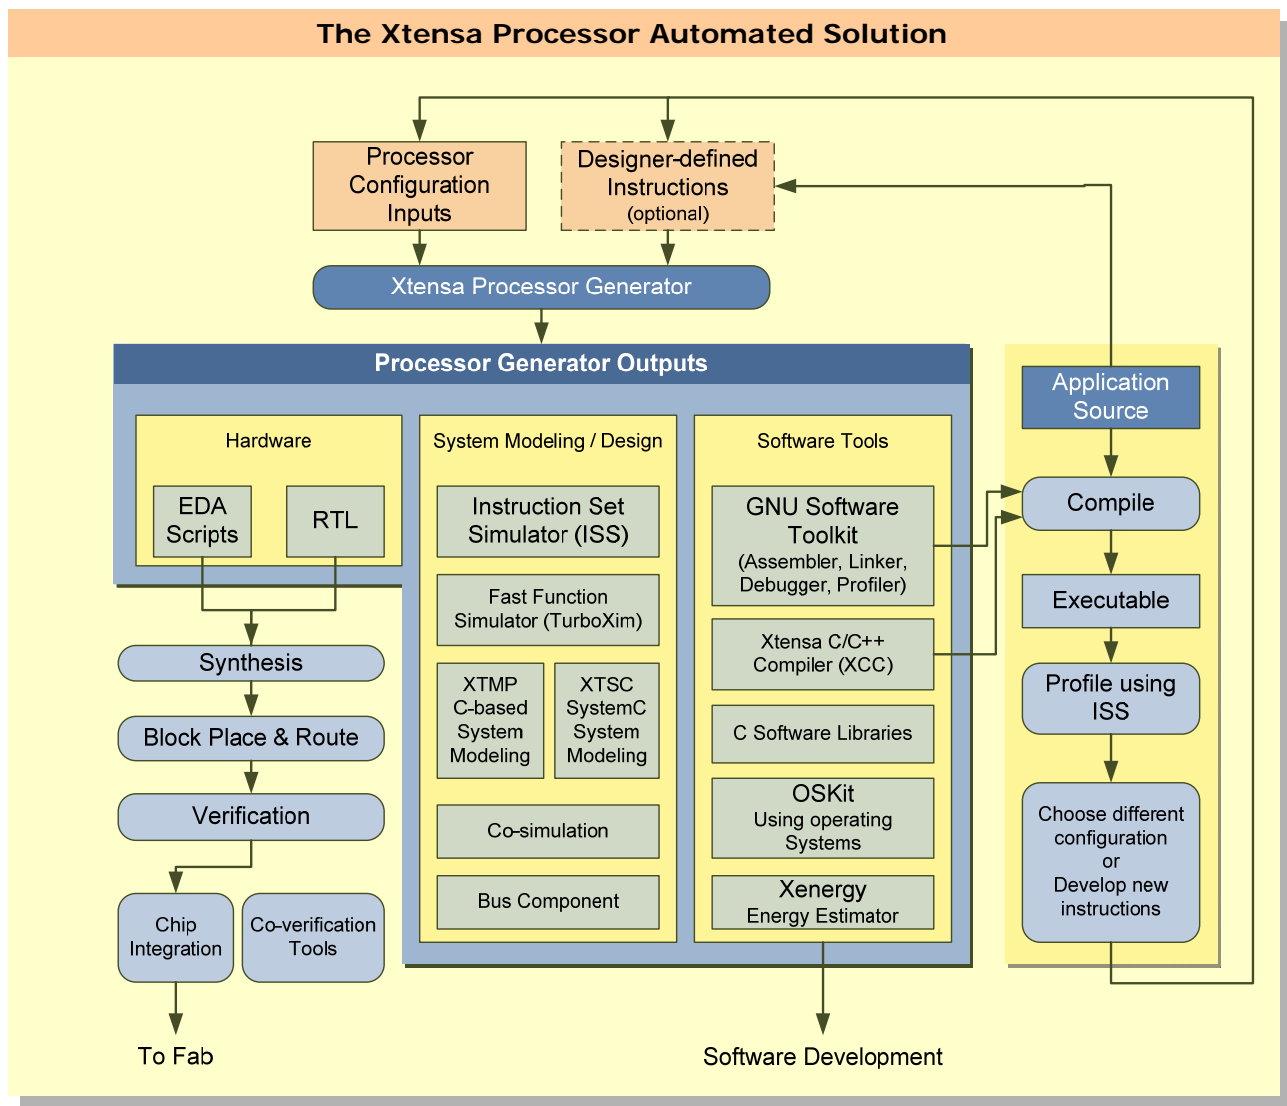 The Xtensa Processor Automated Solution
Processor
Configuration
Inputs
Designer-defined
Instructions
(optional)
Xtensa Processor Generator
Processor Generator Outputs
Hardware
EDA
Scripts
RTL
System Modeling / Design
Instruction Set
Simulator (ISS)
Fast Function
Simulator (TurboXim)
XTMP
C-based
System
Modeling
XTSC
SystemC
System
Modeling
Co-simulation
Bus Component
Software Tools
GNU Software
Toolkit
(Assembler, Linker,
Debugger, Profiler)
Xtensa C/C++
Compiler (XCC)
C Software Libraries
OSKit
Using operating
Systems
Xenergy
Energy Estimator
Application
Source
Compile
Executable
Profile using
ISS
Choose different
configuration
or
Develop new
instructions
Synthesis
Block Place & Route
Verification
Chip
Integration
Co-verification
Tools
To Fab
Software Development